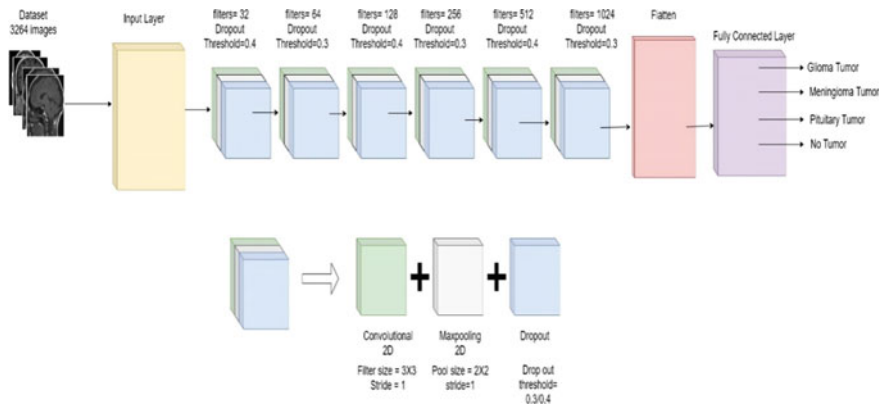 Dataset
3264 images
Input Layer
filters= 32
Dropout
Threshold=0.4
filters= 64
Dropout
Threshold=0.3
filters= 128
Dropout
Threshold=0.4
filters= 256
Dropout
Threshold=0.3
filters= 512
Dropout
Threshold=0.4
filters= 1024
Dropout
Threshold=0.3
Flatten
Fully Connected Layer
Glioma Tumor
Meningioma Tumor
Pituitary Tumor
No Tumor
Convolutional
2D
Filter size = 3X3
Stride = 1
Maxpooling
2D
Pool size = 2X2
stride=1
Dropout
Drop out
threshold=
0.3/0.4